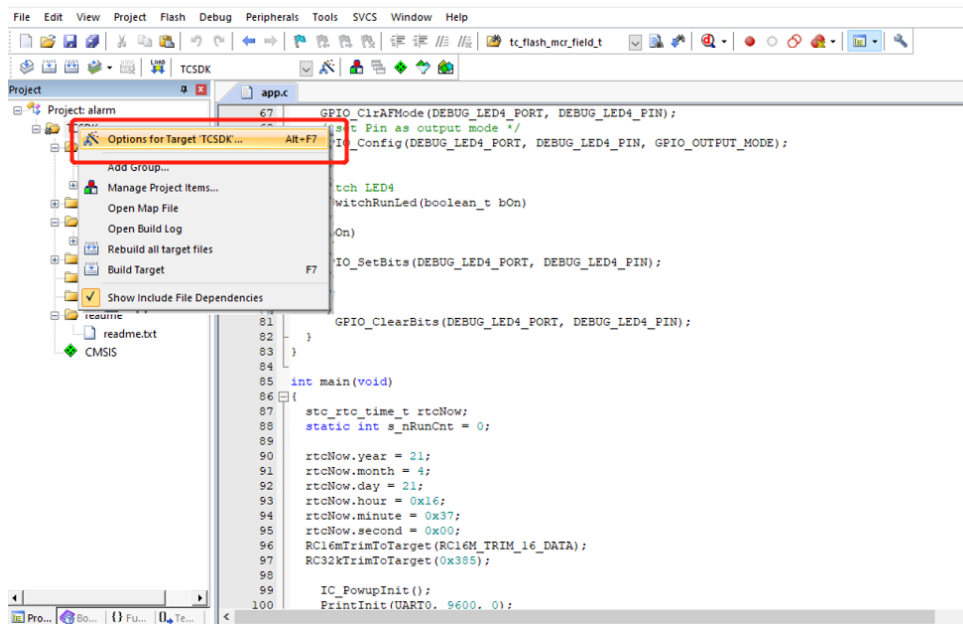 File Edit View Project Flash Debug Peripherals Tools SVCS Window Help
tc_flash_mcr_field_t
LOAD TCSDK
Project
app.c
Project: alarm
Options for Target 'TCSDK'... Alt+F7
Add Group...
Manage Project Items...
Open Map File
Open Build Log
Rebuild all target files
Build Target F7
Show Include File Dependencies
readme
readme.txt
CMSIS
67 GPIO_ClrAFMode(DEBUG_LED4_PORT, DEBUG_LED4_PIN);
set Pin as output mode */
IO_Config(DEBUG_LED4_PORT, DEBUG_LED4_PIN, GPIO_OUTPUT_MODE);
tch LED4
witchRunLed(boolean_t bOn)
On)
IO_SetBits(DEBUG_LED4_PORT, DEBUG_LED4_PIN);
81 GPIO_ClearBits(DEBUG_LED4_PORT, DEBUG_LED4_PIN);
82 }
83 }
84
85 int main(void)
86 {
87 stc_rtc_time_t rtcNow;
88 static int s_nRunCnt = 0;
89
90 rtcNow.year = 21;
91 rtcNow.month = 4;
92 rtcNow.day = 21;
93 rtcNow.hour = 0x16;
94 rtcNow.minute = 0x37;
95 rtcNow.second = 0x00;
96 RC16mTrimToTarget(RC16M_TRIM_16_DATA);
97 RC32kTrimToTarget(0x385);
98
99 IC_PowupInit();
100 PrintInit(UART0, 9600, 0);
Pro... Bo... {} Fu... Te...